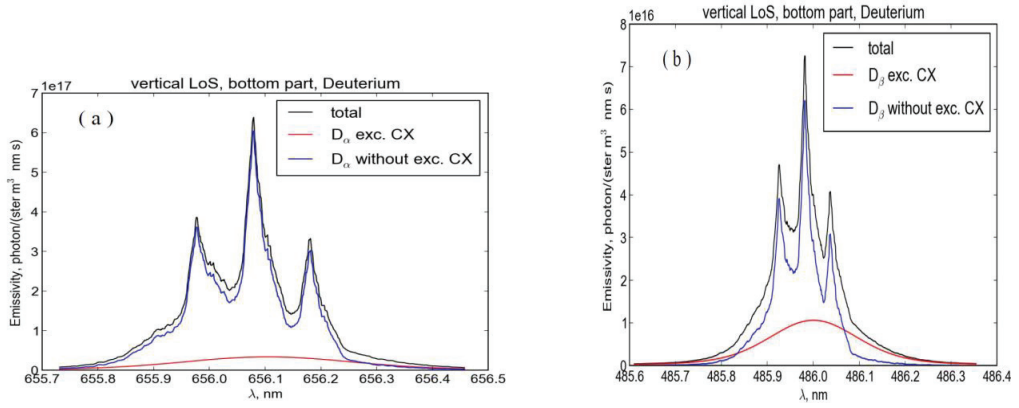 vertical LoS, bottom part, Deuterium
1e17
( a )
total
Dα exc. CX
Dα without exc. CX
Emissivity, photon/(ster m³ nm s)
7
6
5
4
3
2
1
0
655.7 655.8 655.9 656.0 656.1 656.2 656.3 656.4 656.5
λ, nm
vertical LoS, bottom part, Deuterium
1e16
( b )
total
Dβ exc. CX
Dβ without exc. CX
Emissivity, photon/(ster m³ nm s)
8
7
6
5
4
3
2
1
0
485.6 485.7 485.8 485.9 486.0 486.1 486.2 486.3 486.4
λ, nm